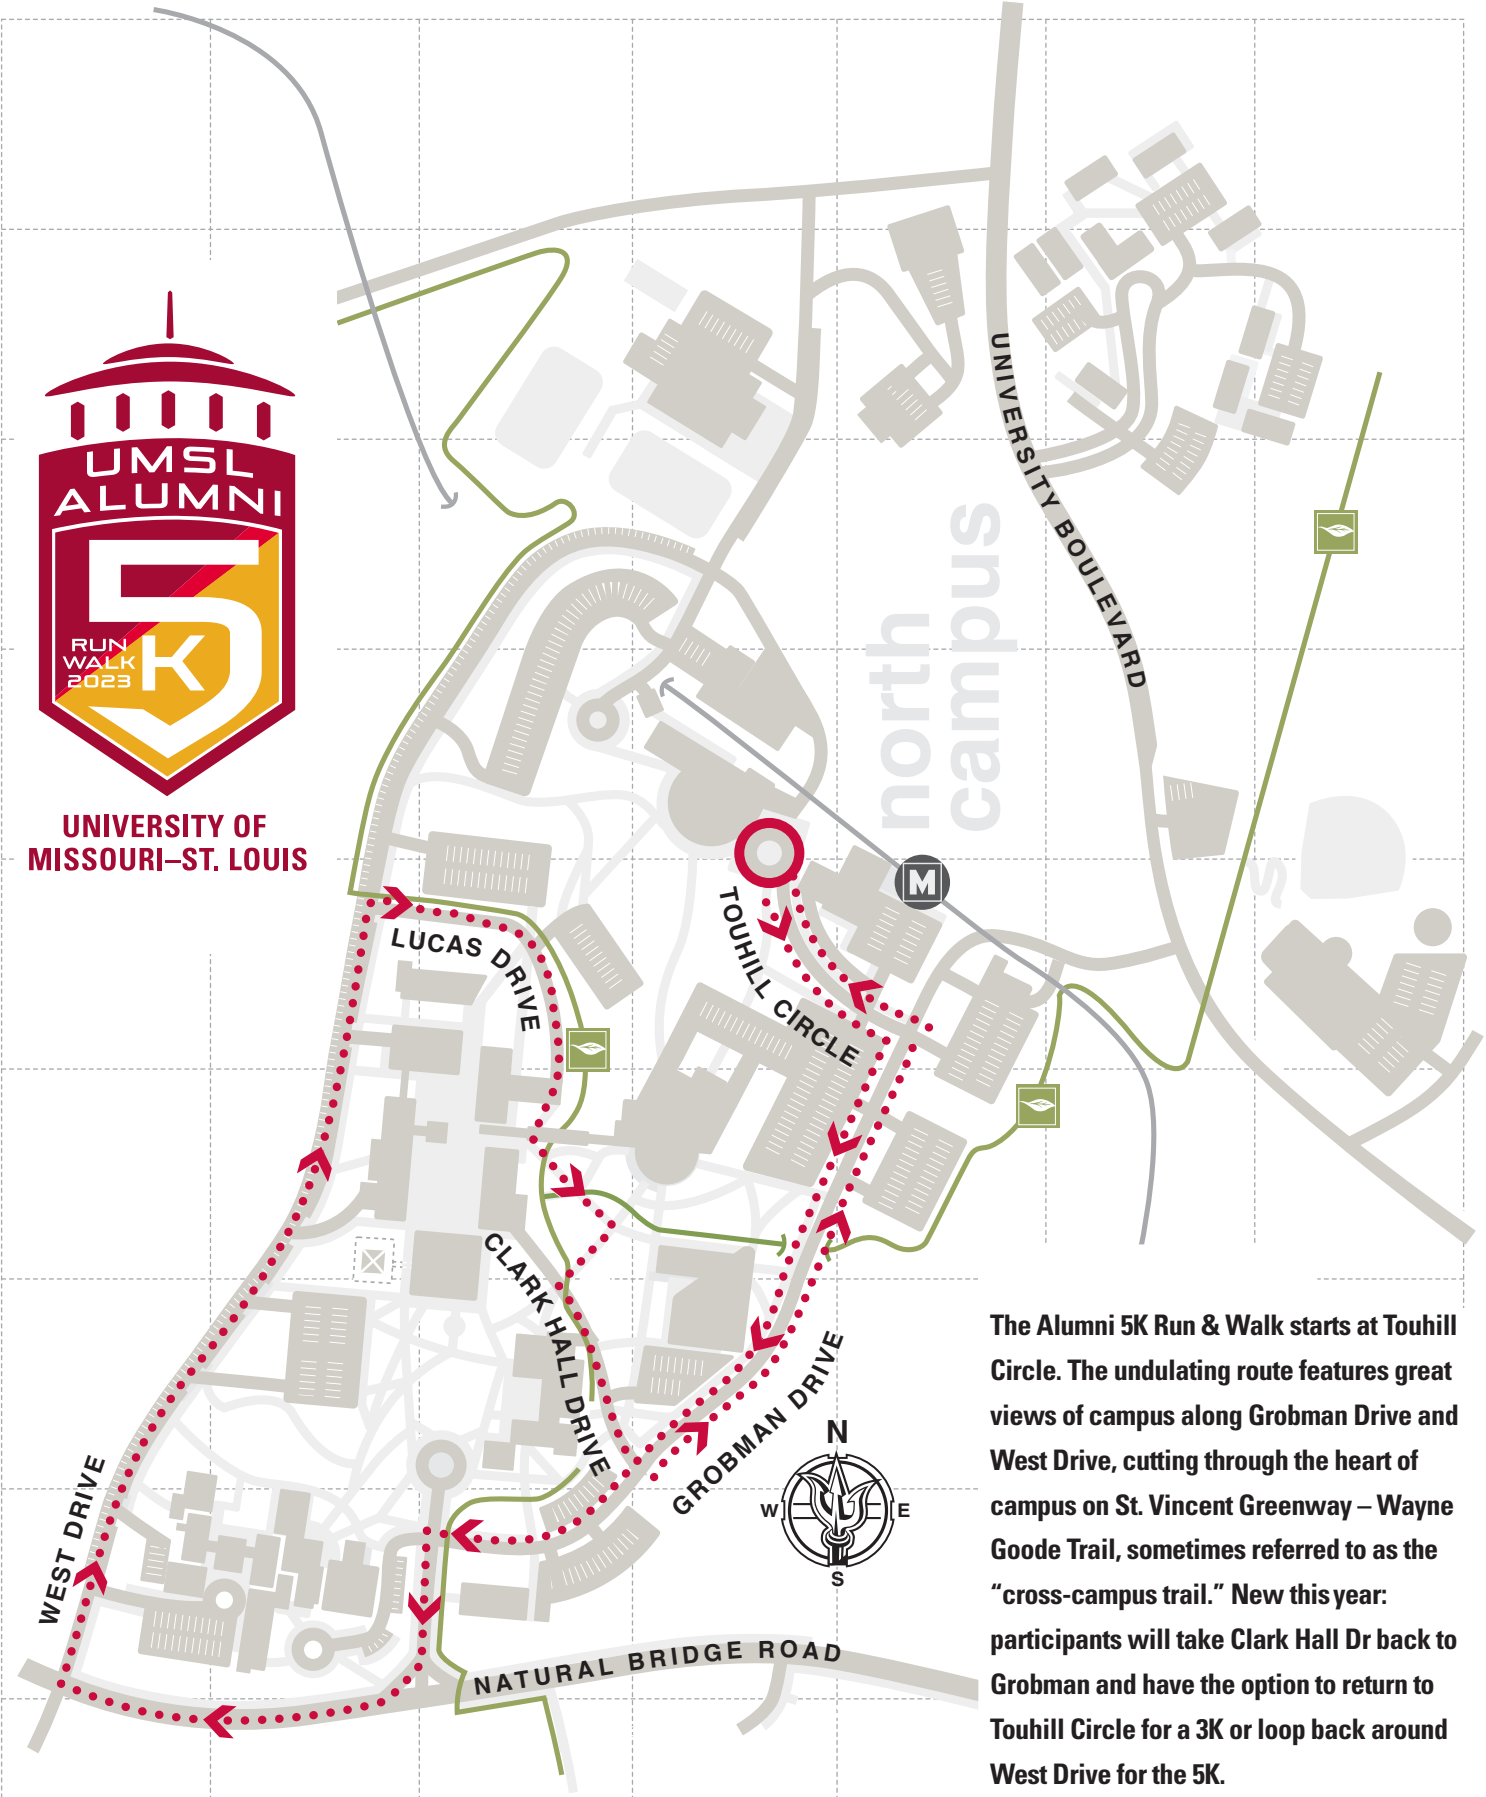 UMSL
ALUMNI
5K
RUN
WALK
2023
UNIVERSITY OF
MISSOURI–ST. LOUIS
north
campus
UNIVERSITY BOULEVARD
M
TOUHILL CIRCLE
LUCAS DRIVE
CLARK HALL DRIVE
GROBMAN DRIVE
WEST DRIVE
NATURAL BRIDGE ROAD
N
W
E
S
The Alumni 5K Run & Walk starts at Touhill
Circle. The undulating route features great
views of campus along Grobman Drive and
West Drive, cutting through the heart of
campus on St. Vincent Greenway – Wayne
Goode Trail, sometimes referred to as the
“cross-campus trail.” New this year:
participants will take Clark Hall Dr back to
Grobman and have the option to return to
Touhill Circle for a 3K or loop back around
West Drive for the 5K.